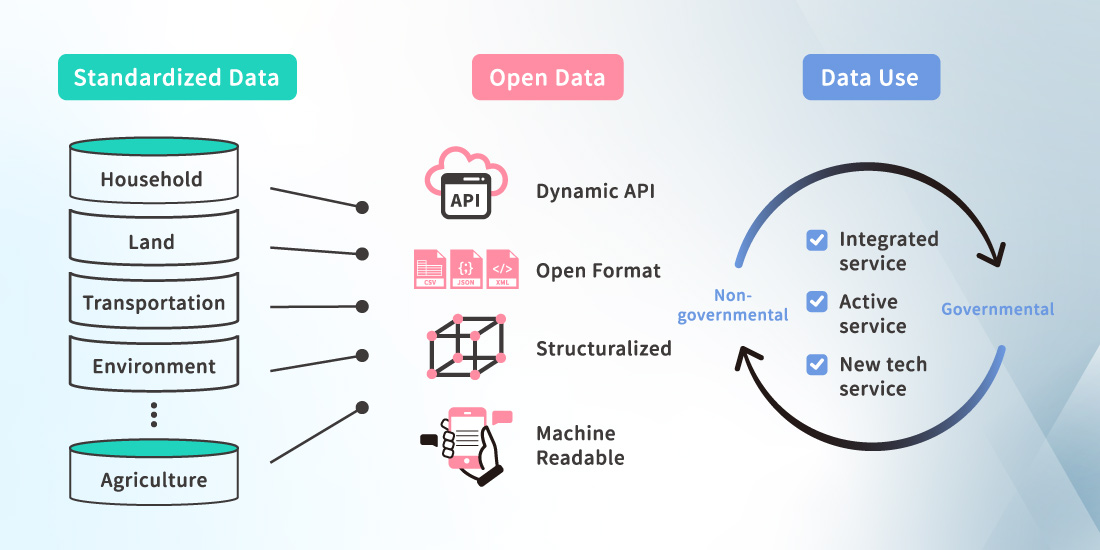 Standardized Data
Household
Land
Transportation
Environment
Agriculture
Open Data
API
Dynamic API
CSV
{;}
JSON
</>
XML
Open Format
Structuralized
Machine
Readable
Data Use
Non-
governmental
Integrated
service
Active
service
New tech
service
Governmental